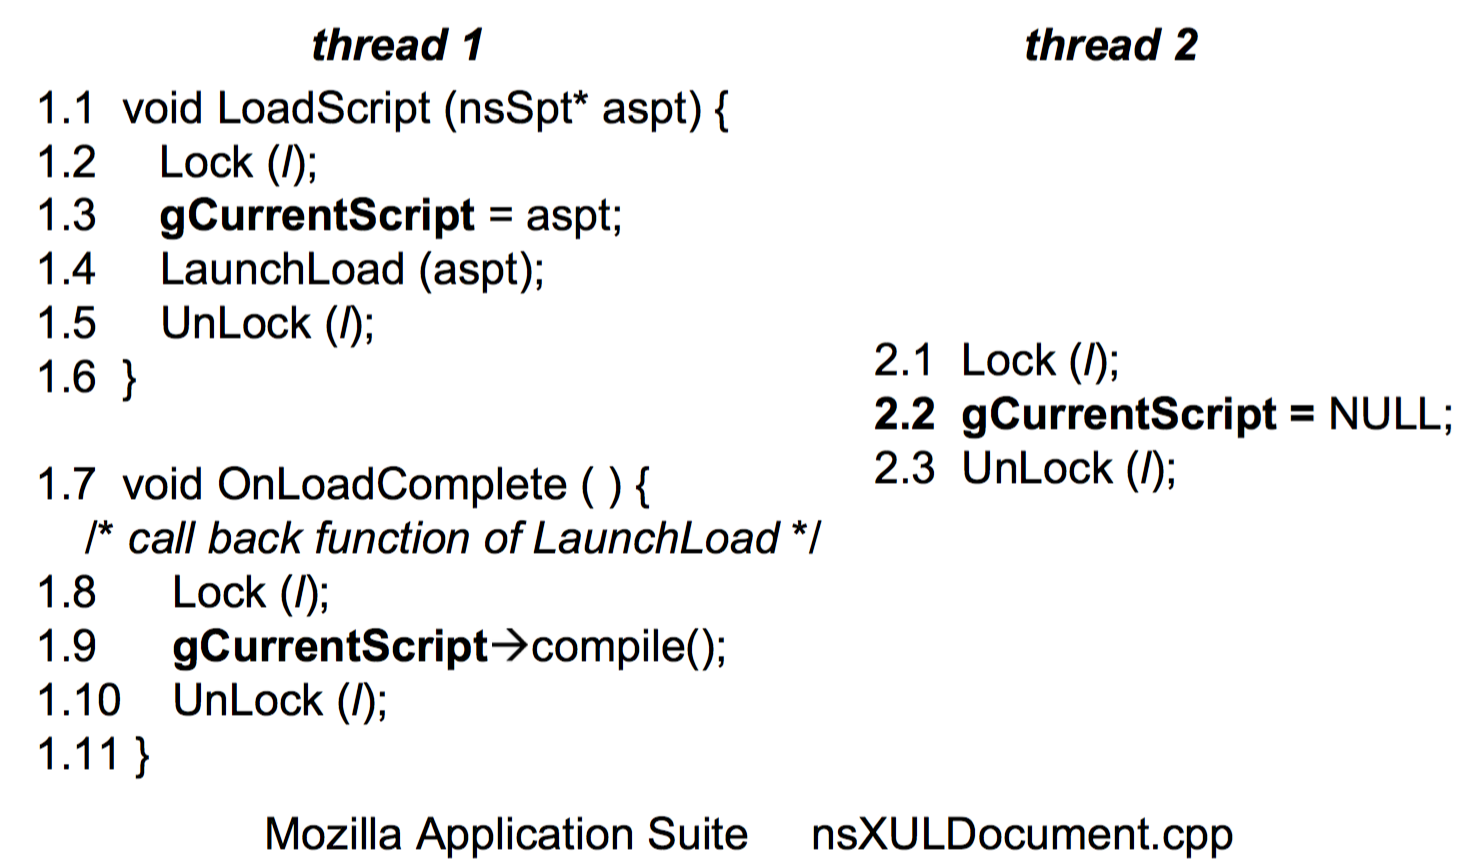 thread 1    thread 2
1.1 void LoadScript (nsSpt* aspt) {
1.2 Lock (l);
1.3 gCurrentScript = aspt;
1.4 LaunchLoad (aspt);
1.5 UnLock (l);
2.1 Lock (l);
1.6 }
2.2 gCurrentScript = NULL;
2.3 UnLock (l);
1.7 void OnLoadComplete ( ) {
/* call back function of LaunchLoad */
1.8 Lock (l);
1.9 gCurrentScript→compile();
1.10 UnLock (l);
1.11 }
Mozilla Application Suite    nsXULDocument.cpp